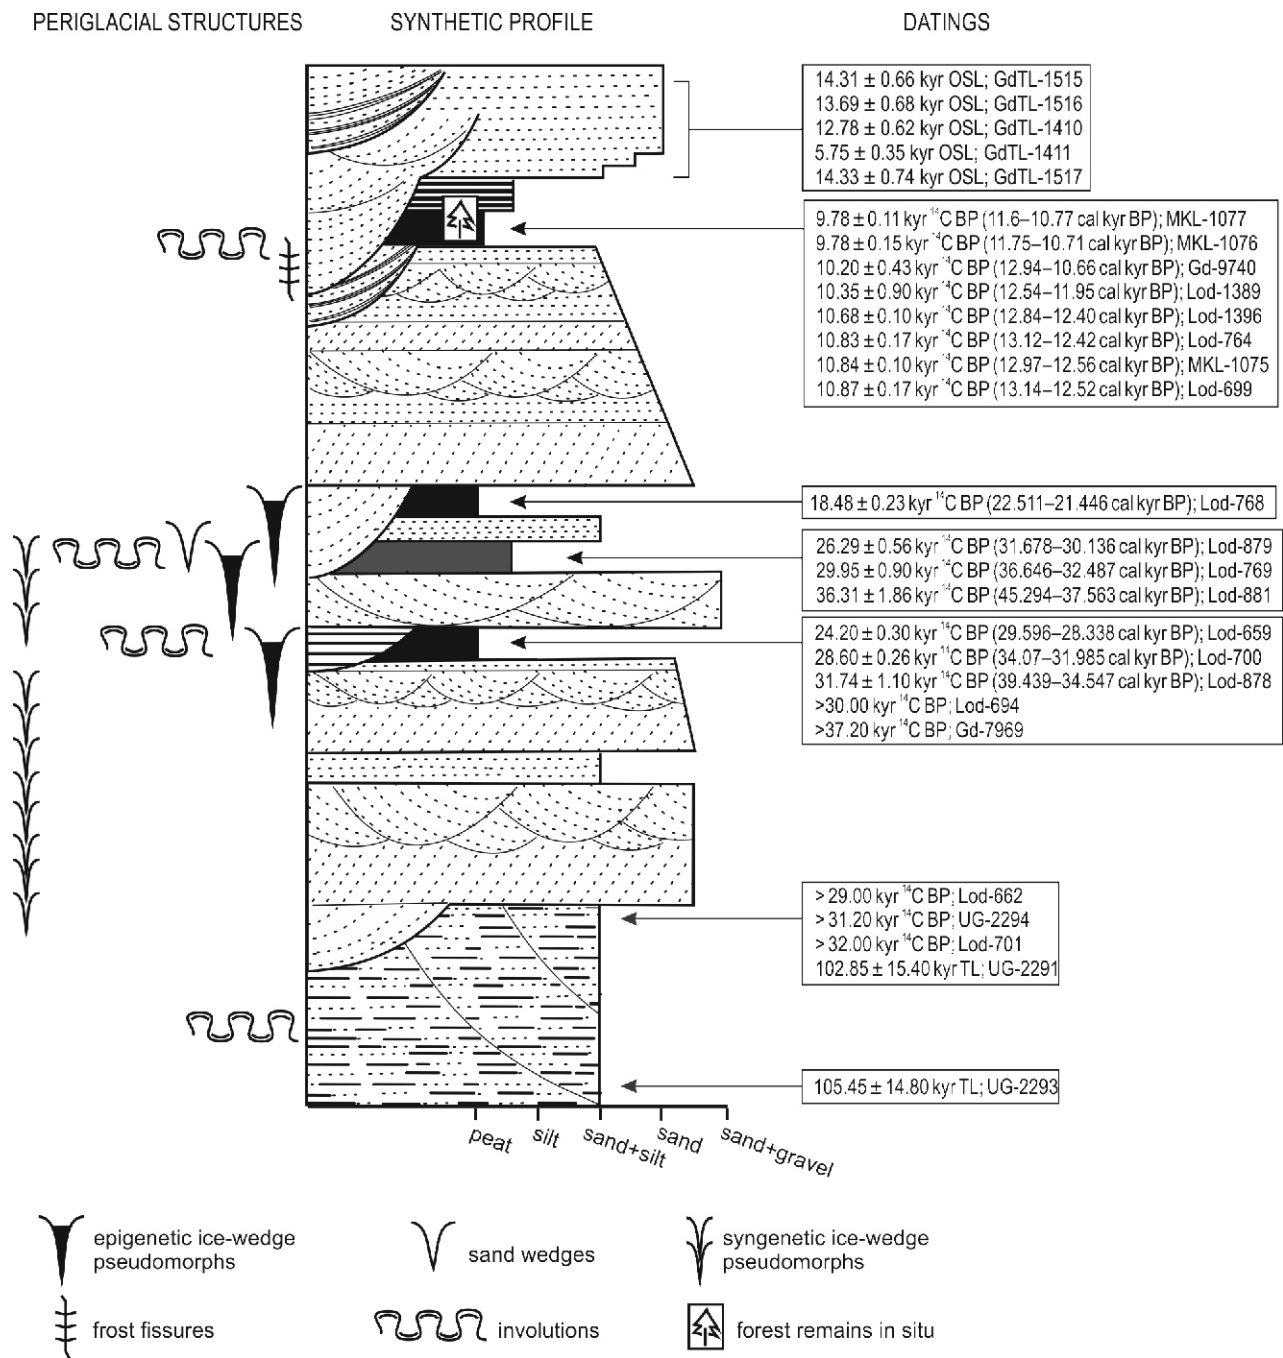 PERIGLACIAL STRUCTURES
SYNTHETIC PROFILE
DATINGS
14.31 ± 0.66 kyr OSL; GdTL-1515
13.69 ± 0.68 kyr OSL; GdTL-1516
12.78 ± 0.62 kyr OSL; GdTL-1410
5.75 ± 0.35 kyr OSL; GdTL-1411
14.33 ± 0.74 kyr OSL; GdTL-1517
9.78 ± 0.11 kyr ¹⁴C BP (11.6–10.77 cal kyr BP); MKL-1077
9.78 ± 0.15 kyr ¹⁴C BP (11.75–10.71 cal kyr BP); MKL-1076
10.20 ± 0.43 kyr ¹⁴C BP (12.94–10.66 cal kyr BP); Gd-9740
10.35 ± 0.90 kyr ¹⁴C BP (12.54–11.95 cal kyr BP); Lod-1389
10.68 ± 0.10 kyr ¹⁴C BP (12.84–12.40 cal kyr BP); Lod-1396
10.83 ± 0.17 kyr ¹⁴C BP (13.12–12.42 cal kyr BP); Lod-764
10.84 ± 0.10 kyr ¹⁴C BP (12.97–12.56 cal kyr BP); MKL-1075
10.87 ± 0.17 kyr ¹⁴C BP (13.14–12.52 cal kyr BP); Lod-699
18.48 ± 0.23 kyr ¹⁴C BP (22.511–21.446 cal kyr BP); Lod-768
26.29 ± 0.56 kyr ¹⁴C BP (31.678–30.136 cal kyr BP); Lod-879
29.95 ± 0.90 kyr ¹⁴C BP (36.646–32.487 cal kyr BP); Lod-769
36.31 ± 1.86 kyr ¹⁴C BP (45.294–37.563 cal kyr BP); Lod-881
24.20 ± 0.30 kyr ¹⁴C BP (29.596–28.338 cal kyr BP); Lod-659
28.60 ± 0.26 kyr ¹⁴C BP (34.07–31.985 cal kyr BP); Lod-700
31.74 ± 1.10 kyr ¹⁴C BP (39.439–34.547 cal kyr BP); Lod-878
>30.00 kyr ¹⁴C BP; Lod-694
>37.20 kyr ¹⁴C BP; Gd-7969
> 29.00 kyr ¹⁴C BP; Lod-662
> 31.20 kyr ¹⁴C BP; UG-2294
> 32.00 kyr ¹⁴C BP; Lod-701
102.85 ± 15.40 kyr TL; UG-2291
105.45 ± 14.80 kyr TL; UG-2293
peat
silt
sand+silt
sand
sand+gravel
epigenetic ice-wedge
pseudomorphs
sand wedges
syngenetic ice-wedge
pseudomorphs
frost fissures
involutions
forest remains in situ